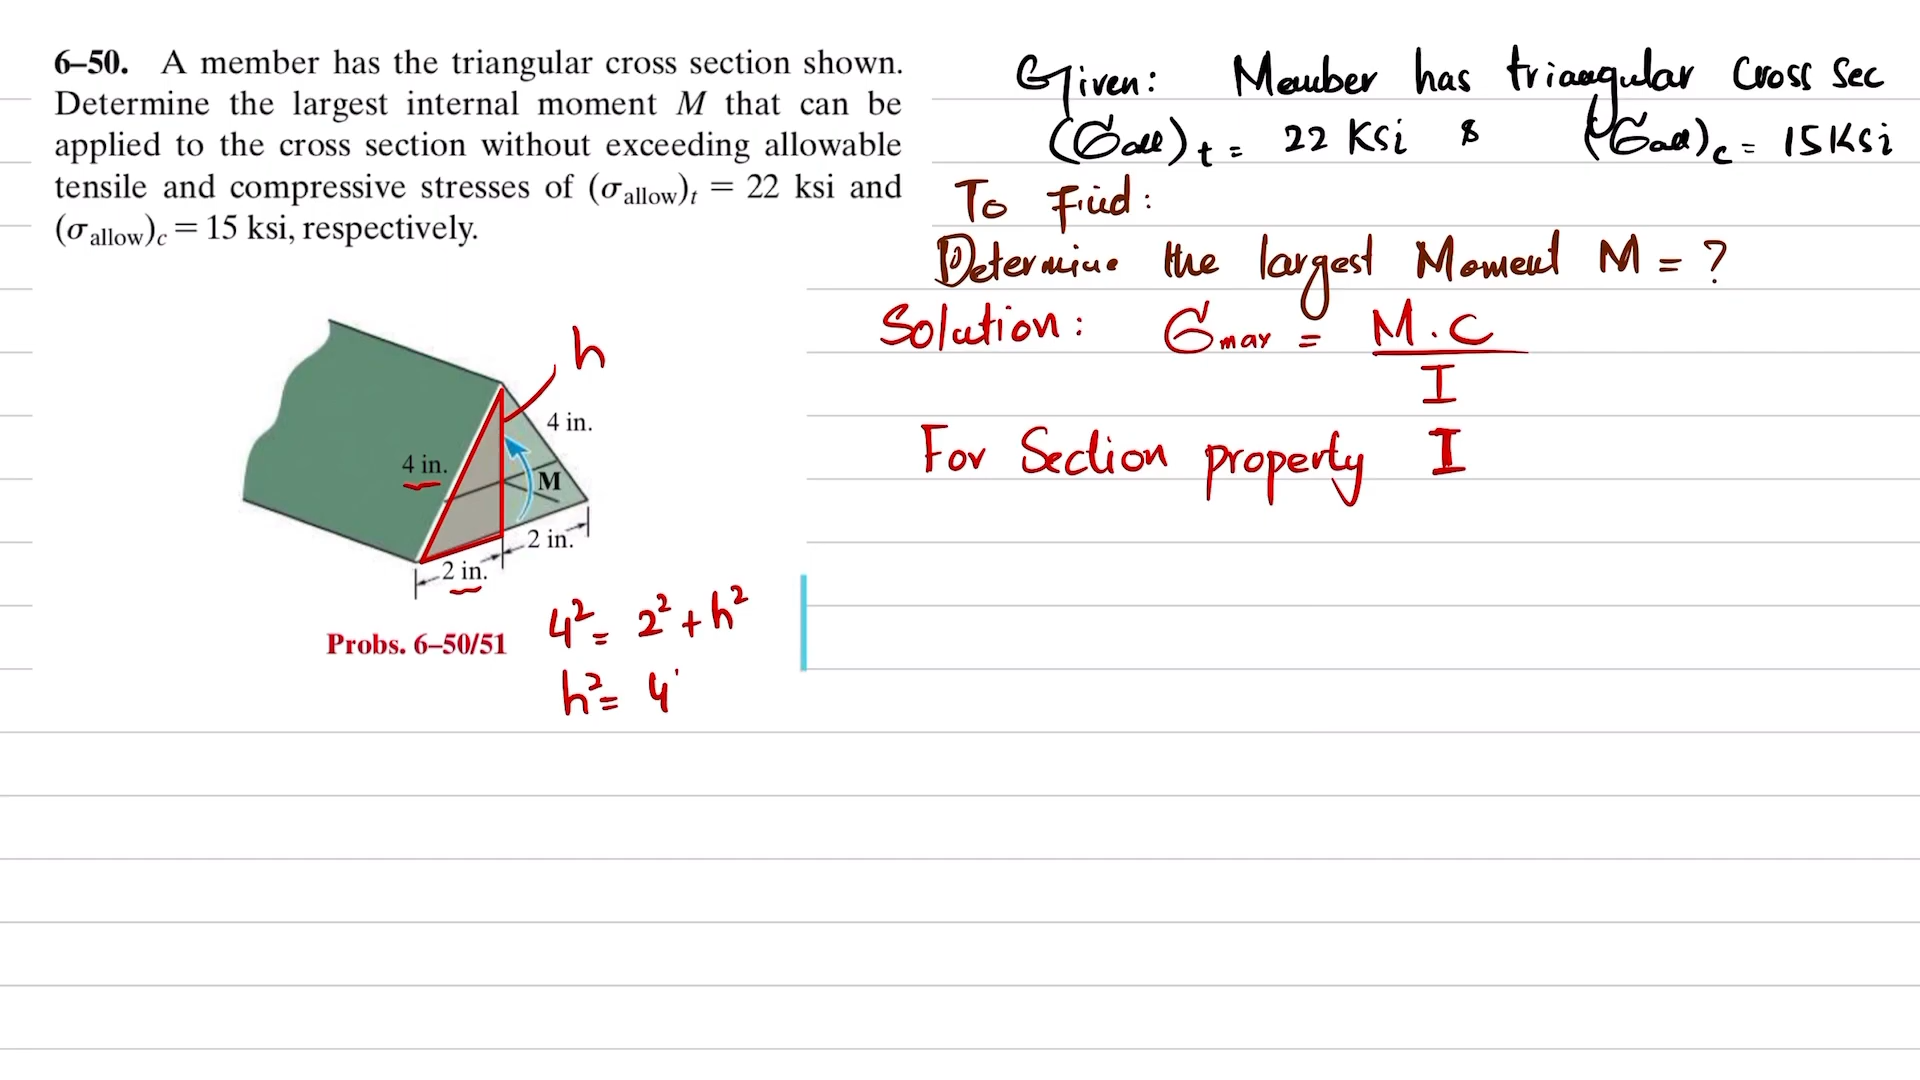 6–50. A member has the triangular cross section shown.
Determine the largest internal moment M that can be
applied to the cross section without exceeding allowable
tensile and compressive stresses of (σallow)t = 22 ksi and
(σallow)c = 15 ksi, respectively.
h
4 in.
4 in.
M
2 in.
2 in.
Probs. 6–50/51
4² = 2² + h²
h² = 4
Given: Member has triangular Cross Sec
(σall)t = 22 Ksi & (σall)c = 15 Ksi
To Find:
Determine the largest Moment M = ?
Solution: σmax = M.C / I
For Section property I